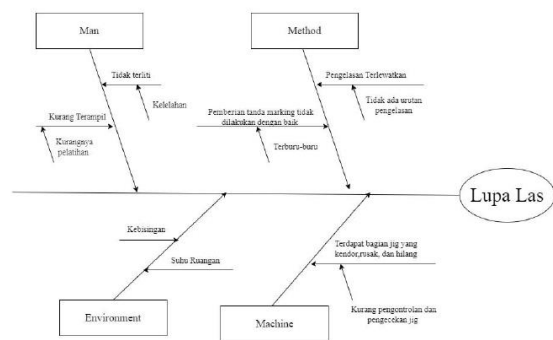 Man
Method
Tidak teliti
Kelelahan
Kurang Terampil
Kurangnya
pelatihan
Pengelasan Terlewatkan
Tidak ada urutan
pengelasan
Pemberian tanda marking tidak
dilakukan dengan baik
Terburu-buru
Lupa Las
Kebisingan
Suhu Ruangan
Terdapat bagian jig yang
kendor,rusak, dan hilang
Kurang pengontrolan dan
pengecekan jig
Environment
Machine